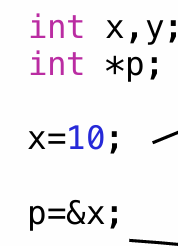 int x,y;
int *p;
x=10;
p=&x;